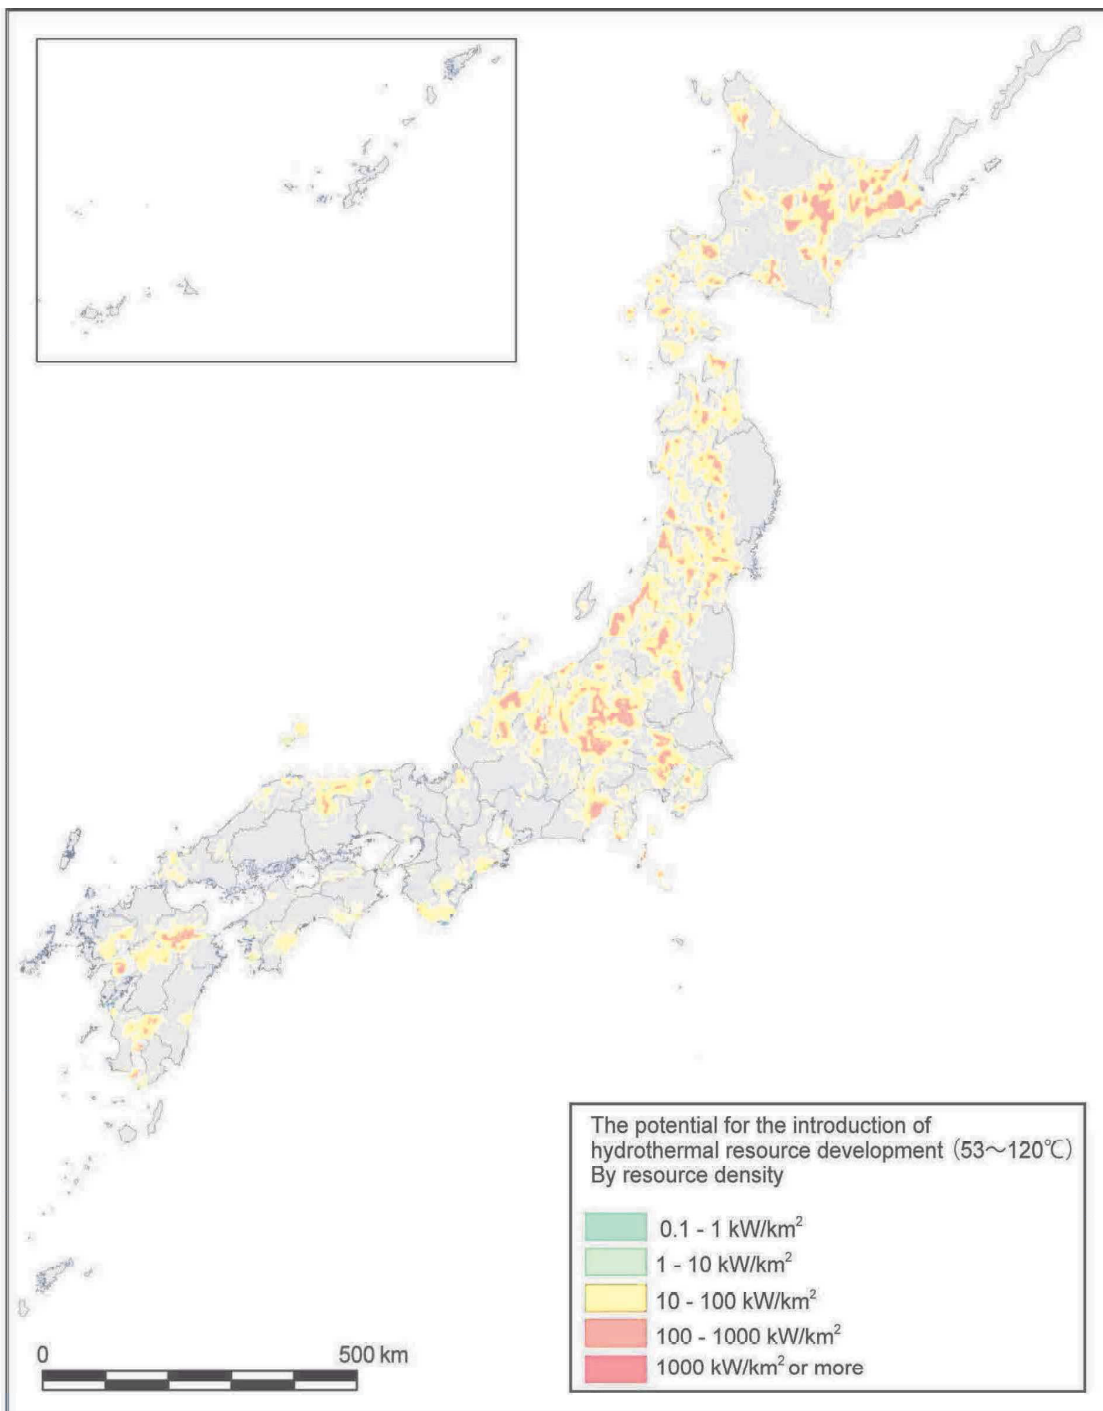 The potential for the introduction of
hydrothermal resource development (53～120℃)
By resource density
0.1 - 1 kW/km²
1 - 10 kW/km²
10 - 100 kW/km²
100 - 1000 kW/km²
1000 kW/km² or more
0 500 km